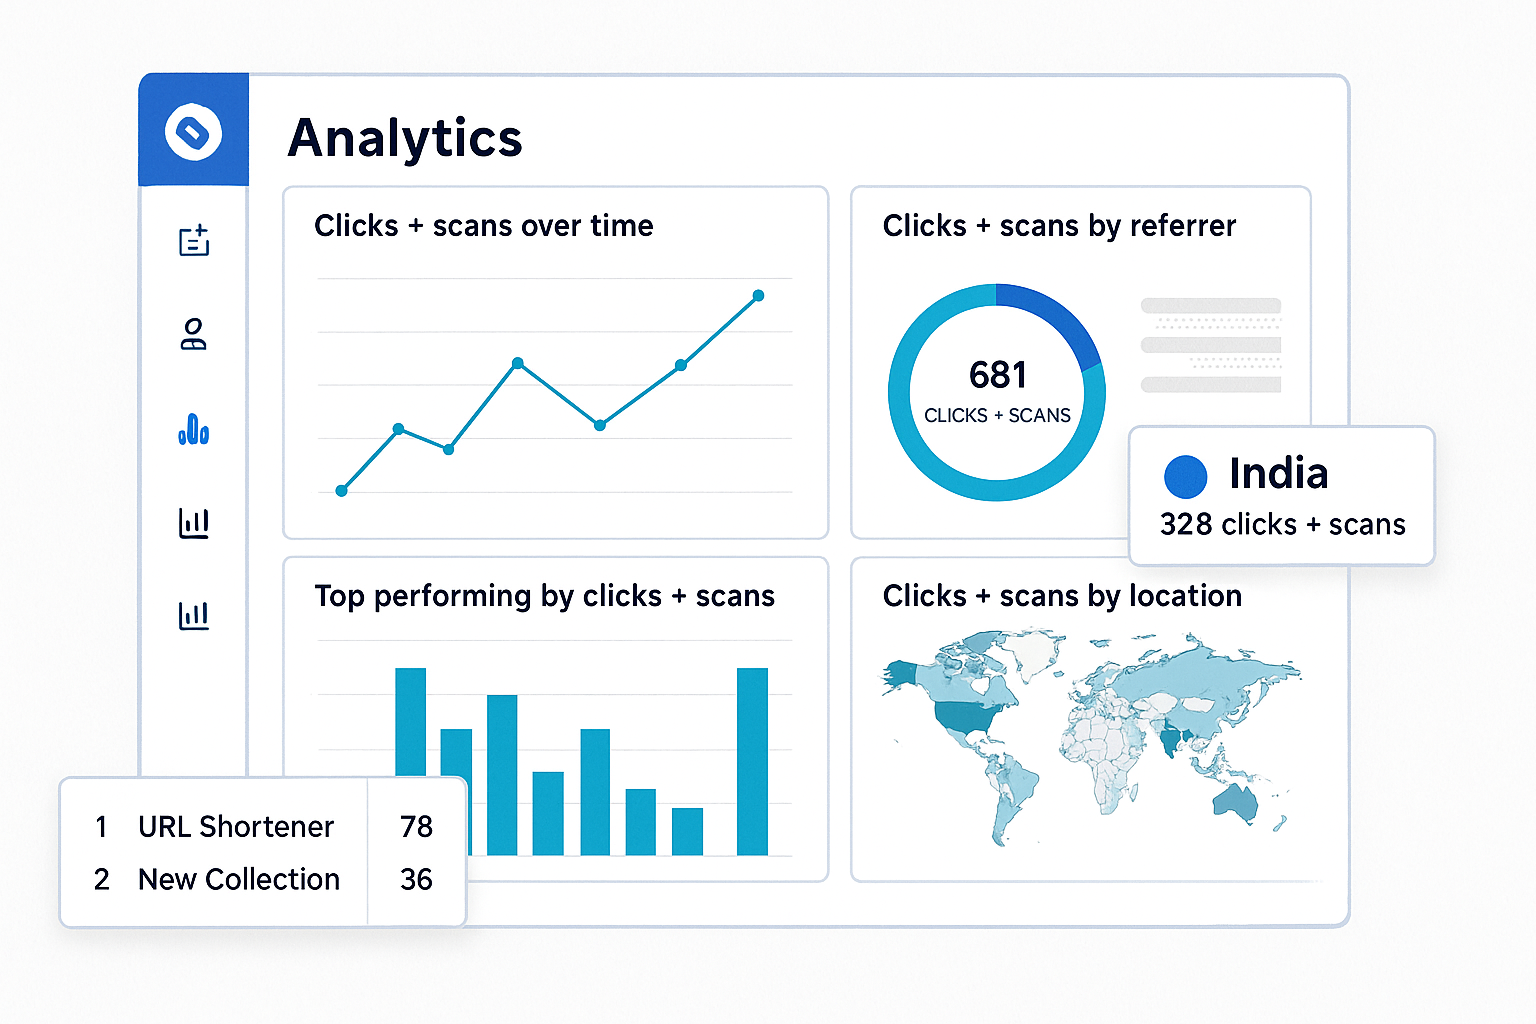 Analytics
Clicks + scans over time
Clicks + scans by referrer
681
CLICKS + SCANS
India
328 clicks + scans
Top performing by clicks + scans
Clicks + scans by location
1 URL Shortener 78
2 New Collection 36